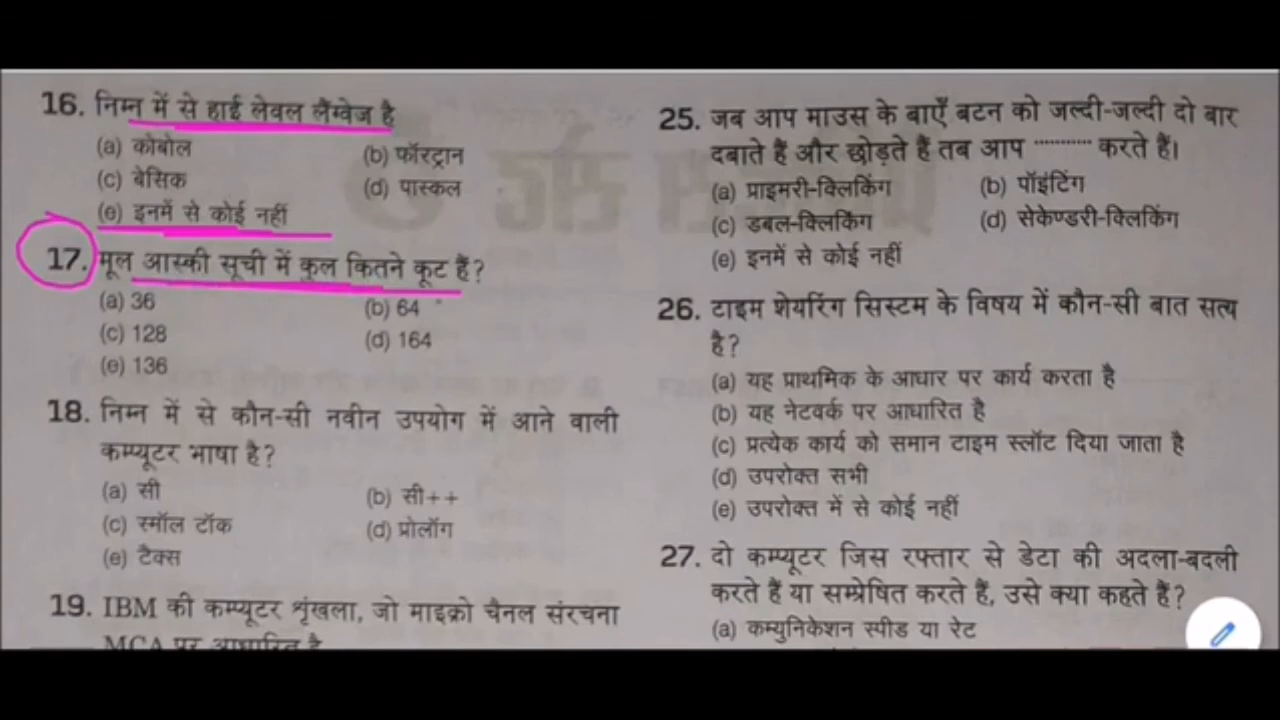 16. निम्न में से हाई लेवल लैंग्वेज है
(a) कोबोल
(b) फॉरट्रान
(c) बेसिक
(d) पास्कल
(e) इनमें से कोई नहीं
17. मूल आस्की सूची में कुल कितने कूट हैं?
(a) 36
(b) 64
(c) 128
(d) 164
(e) 136
18. निम्न में से कौन-सी नवीन उपयोग में आने वाली
कम्प्यूटर भाषा है?
(a) सी
(b) सी++
(c) स्मॉल टॉक
(d) प्रोलॉग
(e) टैक्स
19. IBM की कम्प्यूटर शृंखला, जो माइक्रो चैनल संरचना
MCA पर आधारित है
25. जब आप माउस के बाएँ बटन को जल्दी-जल्दी दो बार
दबाते हैं और छोड़ते हैं तब आप ........... करते हैं।
(a) प्राइमरी-क्लिकिंग
(b) पॉइंटिंग
(c) डबल-क्लिकिंग
(d) सेकेण्डरी-क्लिकिंग
(e) इनमें से कोई नहीं
26. टाइम शेयरिंग सिस्टम के विषय में कौन-सी बात सत्य
है?
(a) यह प्राथमिक के आधार पर कार्य करता है
(b) यह नेटवर्क पर आधारित है
(c) प्रत्येक कार्य को समान टाइम स्लॉट दिया जाता है
(d) उपरोक्त सभी
(e) उपरोक्त में से कोई नहीं
27. दो कम्प्यूटर जिस रफ्तार से डेटा की अदला-बदली
करते हैं या सम्प्रेषित करते हैं, उसे क्या कहते हैं?
(a) कम्युनिकेशन स्पीड या रेट